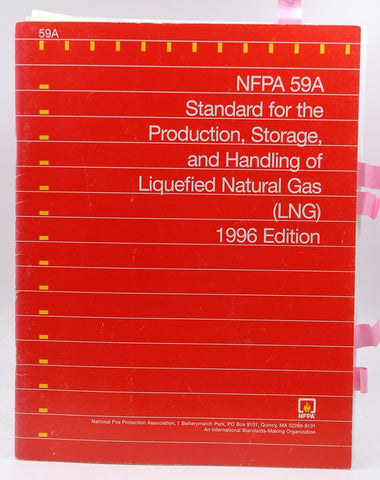 59A
NFPA 59A
Standard for the
Production, Storage,
and Handling of
Liquefied Natural Gas
(LNG)
1996 Edition
NFPA
National Fire Protection Association, 1 Batterymarch Park, PO Box 9101, Quincy, MA 02269-9101
An International Standards-Making Organization